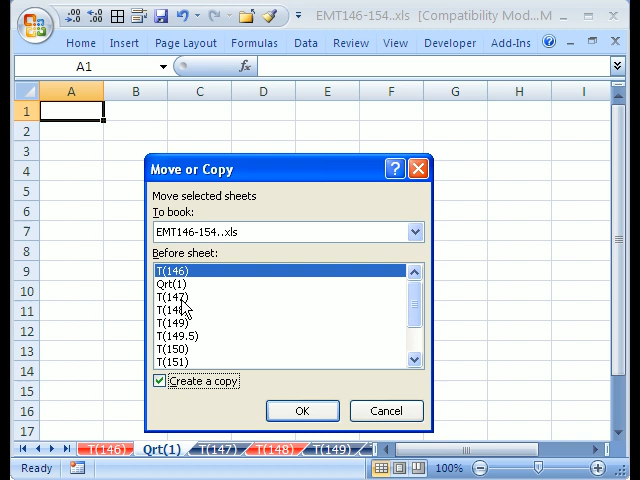 EMT146-154..xls [Compatibility Mod... M
Home Insert Page Layout Formulas Data Review View Developer Add-Ins
A1 fx
A B C D E F G H I
1
2
3
4
5
6
7
8
9
10
11
12
13
14
15
16
17
Move or Copy
Move selected sheets
To book:
EMT146-154..xls
Before sheet:
T(146)
Qrt(1)
T(147)
T(148)
T(149)
T(149.5)
T(150)
T(151)
Create a copy
OK Cancel
T(146) Qrt(1) T(147) T(148) T(149)
Ready 100%